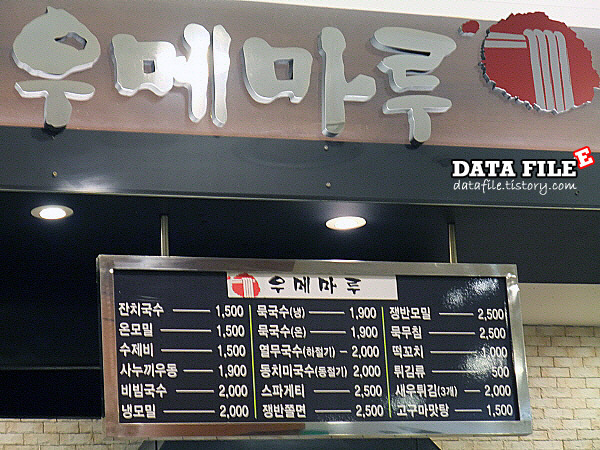 우메마루
DATA FILE E
datafile.tistory.com
우메마루
잔치국수 1,500
온모밀 1,500
수제비 1,500
사누끼우동 1,900
비빔국수 2,000
냉모밀 2,000
묵국수(냉) 1,900
묵국수(온) 1,900
열무국수(하절기) 2,000
동치미국수(동절기) 2,000
스파게티 2,500
쟁반쫄면 2,500
쟁반모밀 2,500
묵무침 2,500
떡꼬치 1,000
튀김류 500
새우튀김(3개) 2,000
고구마맛탕 1,500